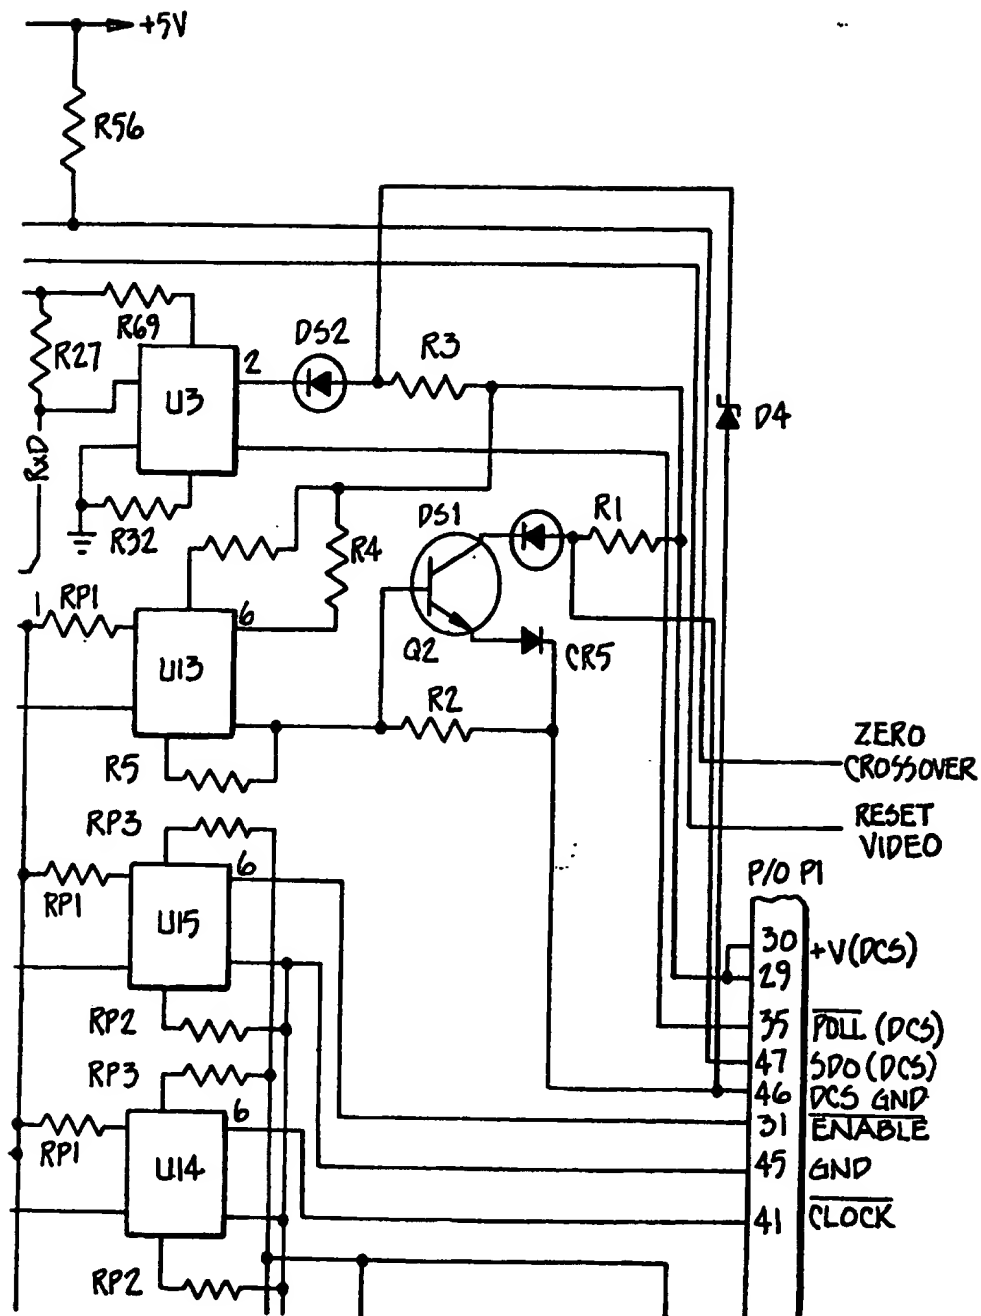 +5V
R56
R69
DS2
R3
R27
2
U3
D4
RxD
R32
DS1
R1
R4
1
RP1
6
Q2
CR5
U13
R2
R5
ZERO
CROSSOVER
RP3
RESET
VIDEO
6
P/O P1
RP1
U15
30
+V(DCS)
29
RP2
35
POLL (DCS)
RP3
47
SDO (DCS)
46
DCS GND
6
31
ENABLE
RP1
U14
45
GND
41
CLOCK
RP2